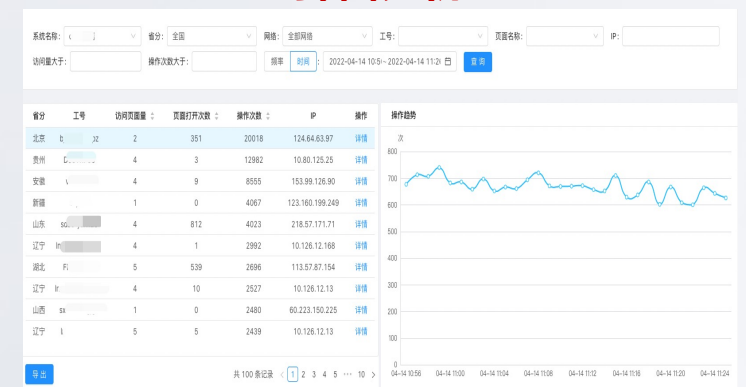 系统名称: 省分: 全国 网络: 全部网络 工号: 页面名称: IP:
访问量大于: 操作次数大于: 频率 时间 : 2022-04-14 10:5 ~ 2022-04-14 11:2 查询
省分 工号 访问页面量 页面打开次数 操作次数 IP 操作
北京 2 351 20018 124.64.63.97 详情
贵州 4 3 12982 10.80.125.25 详情
安徽 4 9 8555 153.99.126.90 详情
新疆 1 0 4067 123.160.199.249 详情
山东 4 812 4023 218.57.171.71 详情
辽宁 4 1 2992 10.126.12.168 详情
湖北 5 539 2696 113.57.87.154 详情
辽宁 4 10 2527 10.126.12.13 详情
山西 sx 1 0 2480 60.223.150.225 详情
辽宁 5 5 2439 10.126.12.13 详情
导出 共 100 条记录 < 1 2 3 4 5 ··· 10 >
操作趋势
次
800
700
600
500
400
300
200
100
0
04-14 10:56 04-14 11:00 04-14 11:04 04-14 11:08 04-14 11:12 04-14 11:16 04-14 11:20 04-14 11:24